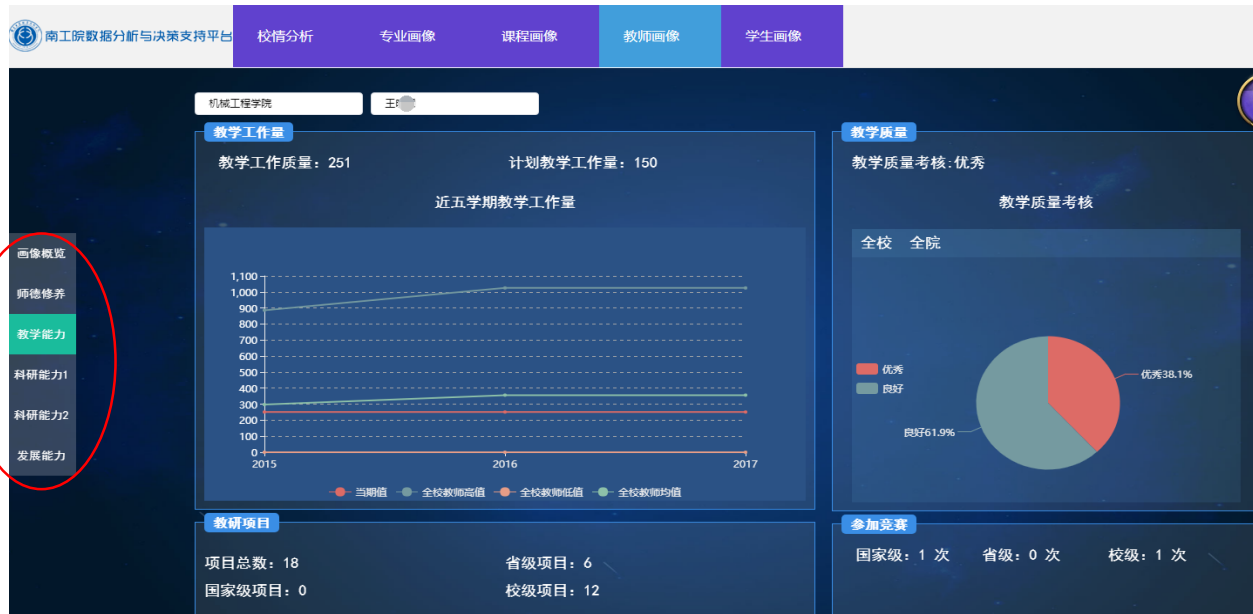 南工院数据分析与决策支持平台 校情分析 专业画像 课程画像 教师画像 学生画像
机械工程学院 王
教学工作量
教学工作质量：251 计划教学工作量：150
近五学期教学工作量
1,100
1,000
900
800
700
600
500
400
300
200
100
0
2015 2016 2017
当期值 全校教师高值 全校教师低值 全校教师均值
教学质量
教学质量考核:优秀
教学质量考核
全校 全院
优秀
良好
优秀38.1%
良好61.9%
画像概览
师德修养
教学能力
科研能力1
科研能力2
发展能力
教研项目
项目总数：18 省级项目：6
国家级项目：0 校级项目：12
参加竞赛
国家级：1 次 省级：0 次 校级：1 次